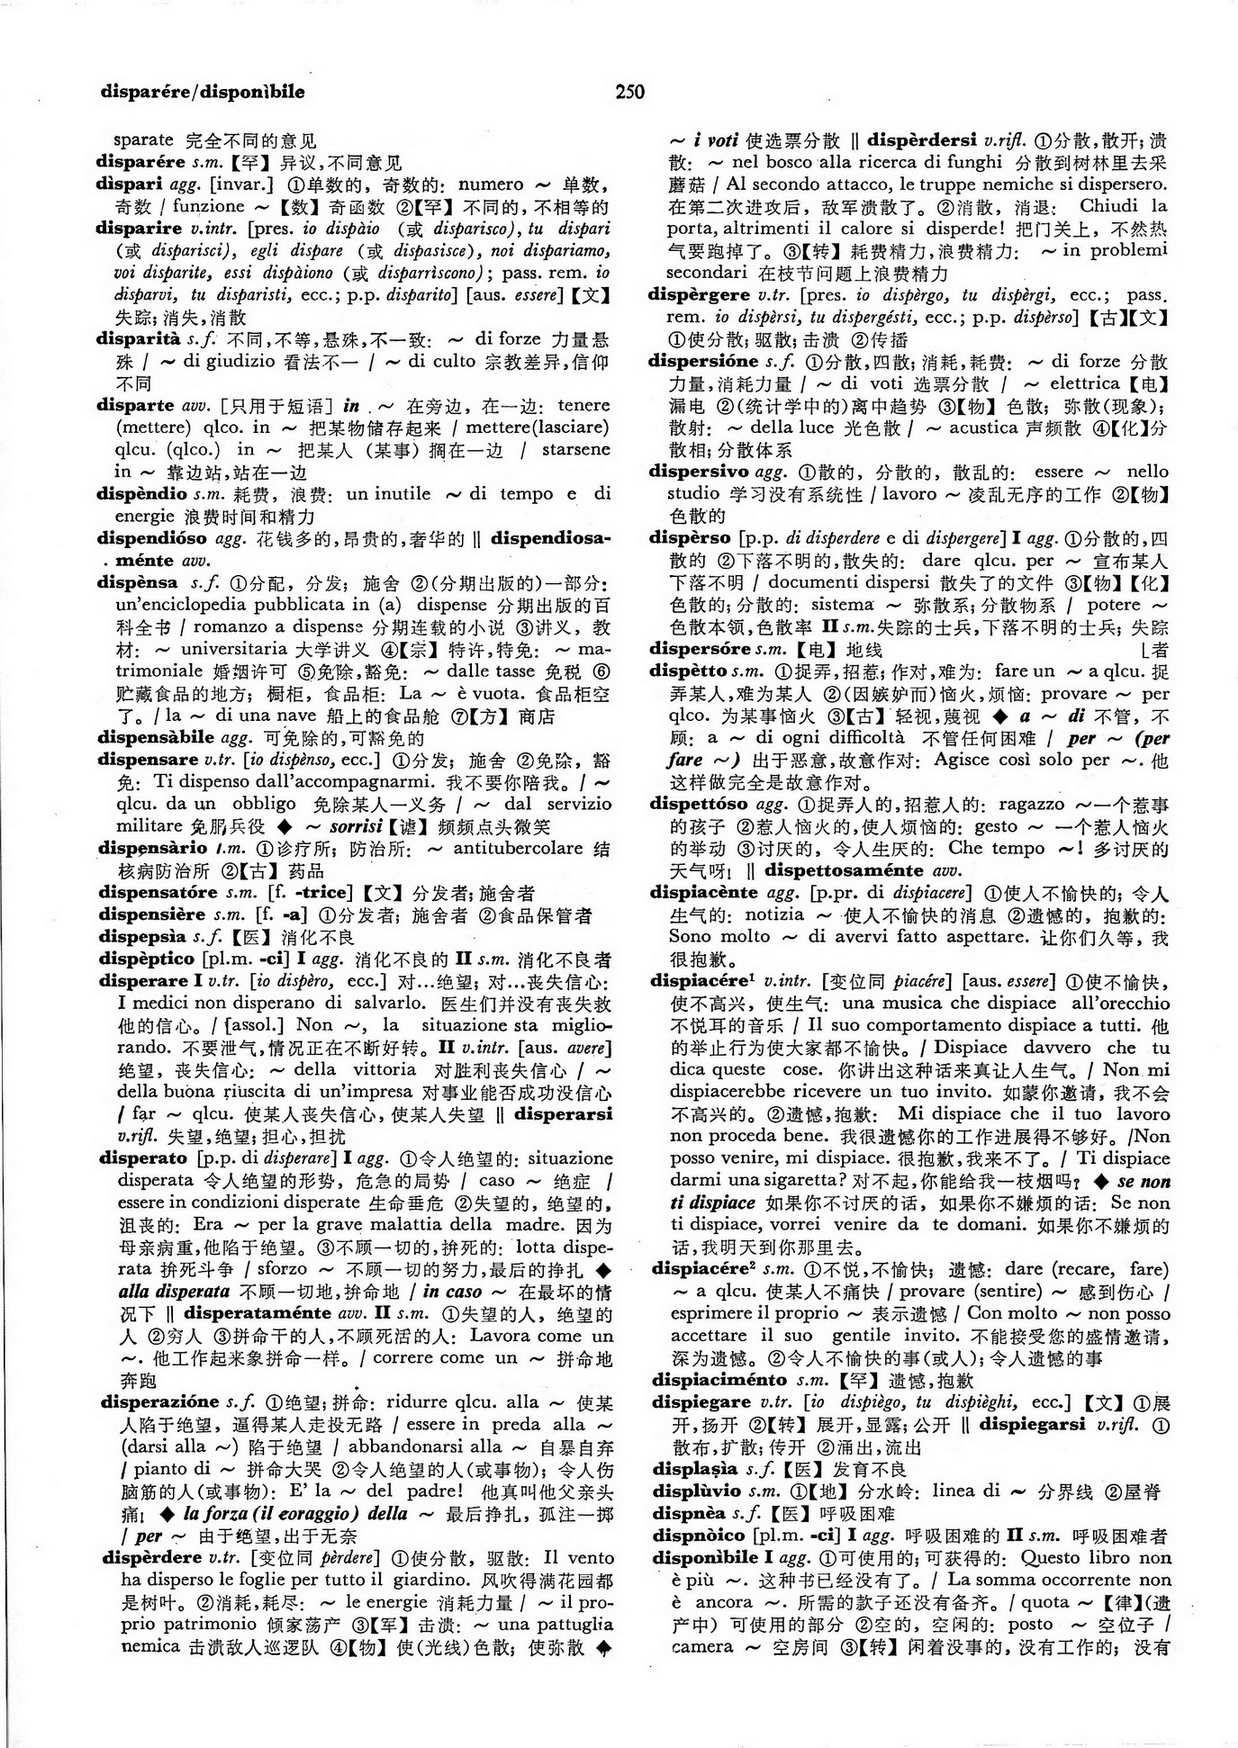 disparére/disponìbile
250
sparate 完全不同的意见
disparére s.m.【罕】异议,不同意见
dìspari agg. [invar.] ①单数的, 奇数的: numero ~ 单数,
奇数 / funzione ~【数】奇函数 ②【罕】不同的,不相等的
disparire v.intr. [pres. io dispàio (或 disparisco), tu dispari
(或 disparisci), egli dispare (或 dispasisce), noi dispariamo,
voi disparite, essi dispàiono (或 disparrìscono); pass. rem. io
disparvi, tu disparisti, ecc.; p.p. disparito] [aus. essere]【文】
失踪;消失,消散
disparità s.f. 不同,不等,悬殊,不一致: ~ di forze 力量悬
殊 / ~ di giudizio 看法不一 / ~ di culto 宗教差异,信仰
不同
disparte avv. [只用于短语] in ~ 在旁边, 在一边: tenere
(mettere) qlco. in ~ 把某物储存起来 / mettere(lasciare)
qlcu. (qlco.) in ~ 把某人 (某事) 搁在一边 / starsene
in ~ 靠边站,站在一边
dispèndio s.m. 耗费, 浪费: un inutile ~ di tempo e di
energie 浪费时间和精力
dispendióso agg. 花钱多的,昂贵的,奢华的 ‖ dispendiosa-
ménte avv.
dispènsa s.f. ①分配, 分发; 施舍 ②(分期出版的)一部分:
un'enciclopedia pubblicata in (a) dispense 分期出版的百
科全书 / romanzo a dispense 分期连载的小说 ③讲义, 教
材: ~ universitaria 大学讲义 ④【宗】特许,特免: ~ ma-
trimoniale 婚姻许可 ⑤免除,豁免: ~ dalle tasse 免税 ⑥
贮藏食品的地方; 橱柜, 食品柜: La ~ è vuota. 食品柜空
了。/ la ~ di una nave 船上的食品舱 ⑦【方】商店
dispensàbile agg. 可免除的,可豁免的
dispensare v.tr. [io dispènso, ecc.] ①分发; 施舍 ②免除, 豁
免: Ti dispenso dall'accompagnarmi. 我不要你陪我。/ ~
qlcu. da un obbligo 免除某人一义务 / ~ dal servizio
militare 免服兵役 ◆ ~ sorrisi【谑】频频点头微笑
dispensàrio s.m. ①诊疗所; 防治所: ~ antitubercolare 结
核病防治所 ②【古】药品
dispensatóre s.m. [f. -trice]【文】分发者;施舍者
dispensière s.m. [f. -a] ①分发者; 施舍者 ②食品保管者
dispepsìa s.f.【医】消化不良
dispèptico [pl.m. -ci] I agg. 消化不良的 II s.m. 消化不良者
disperare I v.tr. [io dispèro, ecc.] 对…绝望; 对…丧失信心:
I medici non disperano di salvarlo. 医生们并没有丧失救
他的信心。/ [assol.] Non ~, la situazione sta miglio-
rando. 不要泄气,情况正在不断好转。II v.intr. [aus. avere]
绝望, 丧失信心: ~ della vittoria 对胜利丧失信心 / ~
della buona riuscita di un'impresa 对事业能否成功没信心
/ far ~ qlcu. 使某人丧失信心,使某人失望 ‖ disperarsi
v.rifl. 失望,绝望;担心,担扰
disperato [p.p. di disperare] I agg. ①令人绝望的: situazione
disperata 令人绝望的形势, 危急的局势 / caso ~ 绝症 /
essere in condizioni disperate 生命垂危 ②失望的, 绝望的,
沮丧的: Era ~ per la grave malattia della madre. 因为
母亲病重,他陷于绝望。③不顾一切的,拚死的: lotta dispe-
rata 拚死斗争 / sforzo ~ 不顾一切的努力,最后的挣扎 ◆
alla disperata 不顾一切地,拚命地 / in caso ~ 在最坏的情
况下 ‖ disperataménte avv. II s.m. ①失望的人, 绝望的
人 ②穷人 ③拼命干的人,不顾死活的人: Lavora come un
~. 他工作起来象拼命一样。/ correre come un ~ 拼命地
奔跑
disperazióne s.f. ①绝望;拼命: ridurre qlcu. alla ~ 使某
人陷于绝望, 逼得某人走投无路 / essere in preda alla ~
(darsi alla ~) 陷于绝望 / abbandonarsi alla ~ 自暴自弃
/ pianto di ~ 拼命大哭 ②令人绝望的人(或事物); 令人伤
脑筋的人(或事物): E' la ~ del padre! 他真叫他父亲头
痛! ◆ la forza (il coraggio) della ~ 最后挣扎, 孤注一掷
/ per ~ 由于绝望,出于无奈
dispèrdere v.tr. [变位同 pèrdere] ①使分散, 驱散: Il vento
ha disperso le foglie per tutto il giardino. 风吹得满花园都
是树叶。②消耗,耗尽: ~ le energie 消耗力量 / ~ il pro-
prio patrimonio 倾家荡产 ③【军】击溃: ~ una pattuglia
nemica 击溃敌人巡逻队 ④【物】使(光线)色散; 使弥散 ◆
~ i voti 使选票分散 ‖ dispèrdersi v.rifl. ①分散,散开;溃
散: ~ nel bosco alla ricerca di funghi 分散到树林里去采
蘑菇 / Al secondo attacco, le truppe nemiche si dispersero.
在第二次进攻后, 敌军溃散了。②消散, 消退: Chiudi la
porta, altrimenti il calore si disperde! 把门关上, 不然热
气要跑掉了。③【转】耗费精力,浪费精力: ~ in problemi
secondari 在枝节问题上浪费精力
dispèrgere v.tr. [pres. io dispèrgo, tu dispèrgi, ecc.; pass.
rem. io dispèrsi, tu dispergésti, ecc.; p.p. dispèrso]【古】【文】
①使分散; 驱散; 击溃 ②传播
dispersióne s.f. ①分散,四散; 消耗,耗费: ~ di forze 分散
力量,消耗力量 / ~ di voti 选票分散 / ~ elettrica【电】
漏电 ②(统计学中的)离中趋势 ③【物】色散; 弥散(现象);
散射: ~ della luce 光色散 / ~ acustica 声频散 ④【化】分
散相; 分散体系
dispersivo agg. ①散的, 分散的, 散乱的: essere ~ nello
studio 学习没有系统性 / lavoro ~ 凌乱无序的工作 ②【物】
色散的
dispèrso [p.p. di disperdere e di dispergere] I agg. ①分散的,四
散的 ②下落不明的,散失的: dare qlcu. per ~ 宣布某人
下落不明 / documenti dispersi 散失了的文件 ③【物】【化】
色散的; 分散的: sistema ~ 弥散系; 分散物系 / potere ~
色散本领,色散率 II s.m.失踪的士兵,下落不明的士兵; 失踪
dispersóre s.m.【电】地线 [者
dispètto s.m. ①捉弄,招惹; 作对,难为: fare un ~ a qlcu. 捉
弄某人,难为某人 ②(因嫉妒而)恼火,烦恼: provare ~ per
qlco. 为某事恼火 ③【古】轻视,蔑视 ◆ a ~ di 不管, 不
顾: a ~ di ogni difficoltà 不管任何困难 / per ~ (per
fare ~) 出于恶意,故意作对: Agisce così solo per ~. 他
这样做完全是故意作对。
dispettóso agg. ①捉弄人的,招惹人的: ragazzo ~一个惹事
的孩子 ②惹人恼火的,使人烦恼的: gesto ~ 一个惹人恼火
的举动 ③讨厌的, 令人生厌的: Che tempo ~! 多讨厌的
天气呀! ‖ dispettosaménte avv.
dispiacènte agg. [p.pr. di dispiacere] ①使人不愉快的; 令人
生气的: notizia ~ 使人不愉快的消息 ②遗憾的, 抱歉的:
Sono molto ~ di avervi fatto aspettare. 让你们久等, 我
很抱歉。
dispiacére¹ v.intr. [变位同 piacére] [aus. essere] ①使不愉快,
使不高兴, 使生气: una musica che dispiace all'orecchio
不悦耳的音乐 / Il suo comportamento dispiace a tutti. 他
的举止行为使大家都不愉快。/ Dispiace davvero che tu
dica queste cose. 你讲出这种话来真让人生气。/ Non mi
dispiacerebbe ricevere un tuo invito. 如蒙你邀请, 我不会
不高兴的。②遗憾,抱歉: Mi dispiace che il tuo lavoro
non proceda bene. 我很遗憾你的工作进展得不够好。/Non
posso venire, mi dispiace. 很抱歉,我来不了。/ Ti dispiace
darmi una sigaretta? 对不起,你能给我一枝烟吗? ◆ se non
ti dispiace 如果你不讨厌的话, 如果你不嫌烦的话: Se non
ti dispiace, vorrei venire da te domani. 如果你不嫌烦的
话,我明天到你那里去。
dispiacére² s.m. ①不悦,不愉快; 遗憾: dare (recare, fare)
~ a qlcu. 使某人不痛快 / provare (sentire) ~ 感到伤心 /
esprimere il proprio ~ 表示遗憾 / Con molto ~ non posso
accettare il suo gentile invito. 不能接受您的盛情邀请,
深为遗憾。②令人不愉快的事(或人); 令人遗憾的事
dispiaciménto s.m.【罕】遗憾,抱歉
dispiegare v.tr. [io dispiègo, tu dispièghi, ecc.]【文】①展
开,扬开 ②【转】展开,显露; 公开 ‖ dispiegarsi v.rifl. ①
散布,扩散; 传开 ②涌出,流出
displaṣìa s.f.【医】发育不良
displùvio s.m. ①【地】分水岭: linea di ~ 分界线 ②屋脊
dispnèa s.f.【医】呼吸困难
dispnòico [pl.m. -ci] I agg. 呼吸困难的 II s.m. 呼吸困难者
disponìbile I agg. ①可使用的; 可获得的: Questo libro non
è più ~. 这种书已经没有了。/ La somma occorrente non
è ancora ~. 所需的款子还没有备齐。/ quota ~【律】(遗
产中) 可使用的部分 ②空的, 空闲的: posto ~ 空位子 /
camera ~ 空房间 ③【转】闲着没事的, 没有工作的; 没有